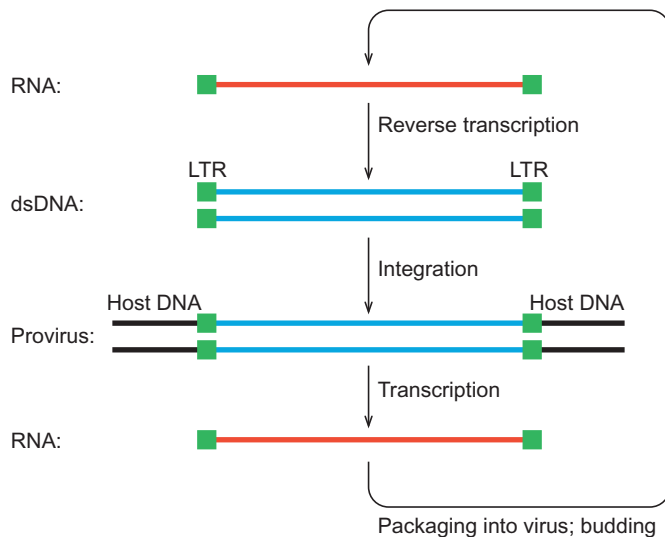 RNA:
Reverse transcription
LTR LTR
dsDNA:
Integration
Host DNA Host DNA
Provirus:
Transcription
RNA:
Packaging into virus; budding